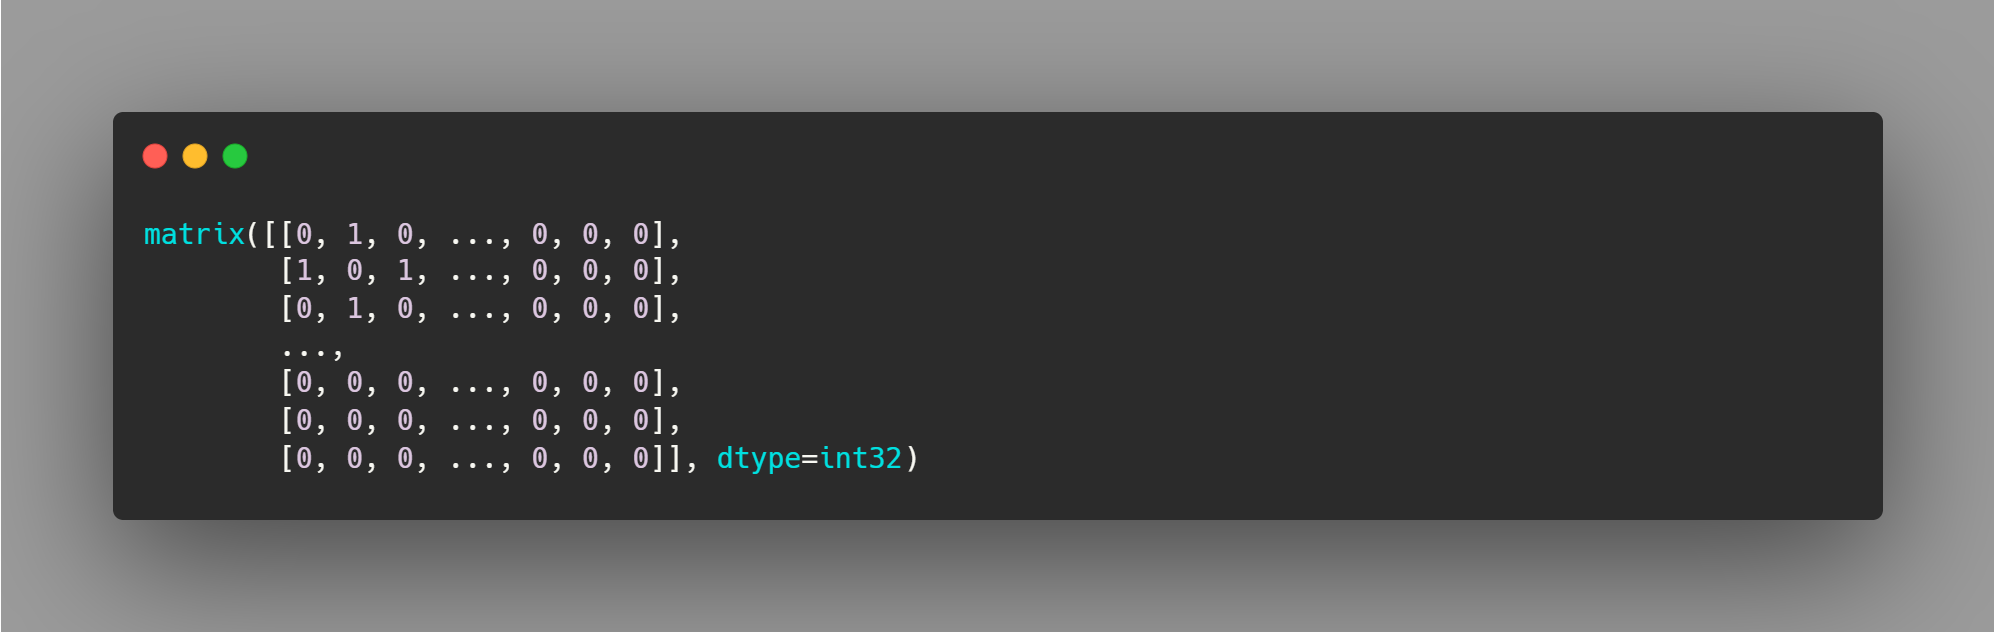 matrix([[0, 1, 0, ..., 0, 0, 0],
        [1, 0, 1, ..., 0, 0, 0],
        [0, 1, 0, ..., 0, 0, 0],
        ...,
        [0, 0, 0, ..., 0, 0, 0],
        [0, 0, 0, ..., 0, 0, 0],
        [0, 0, 0, ..., 0, 0, 0]], dtype=int32)